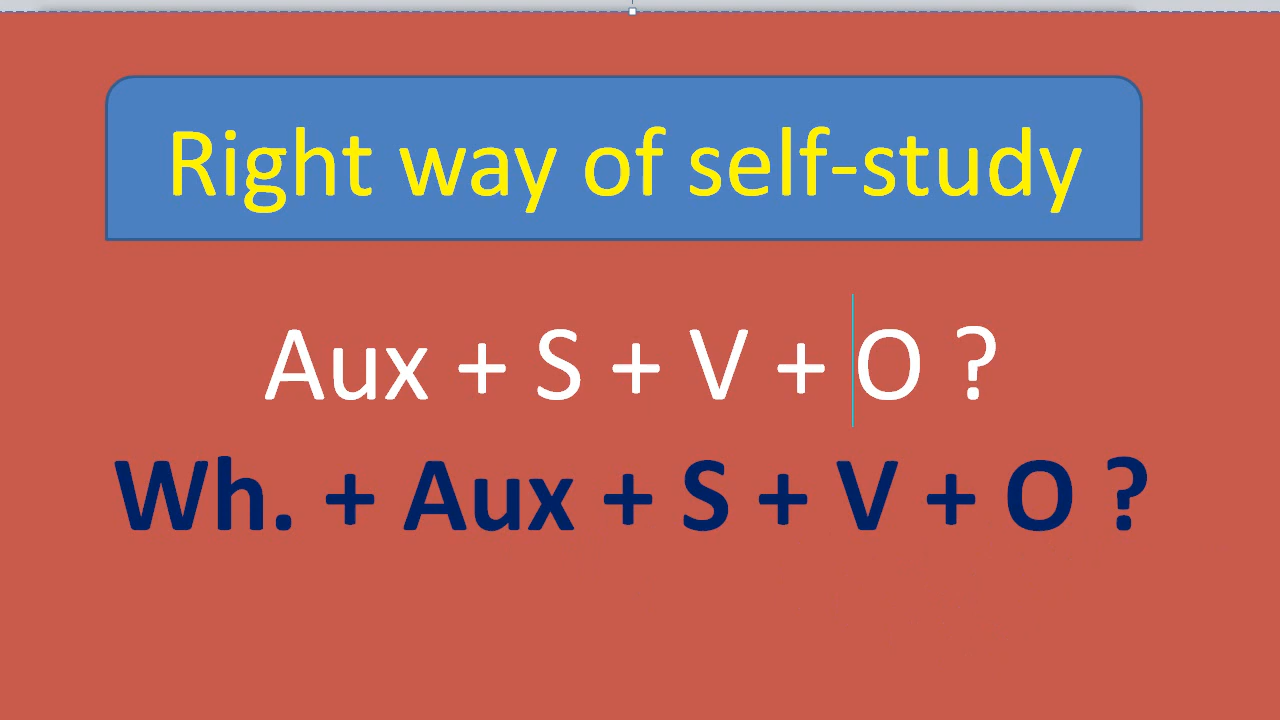 Right way of self-study
Aux + S + V + O ?
Wh. + Aux + S + V + O ?